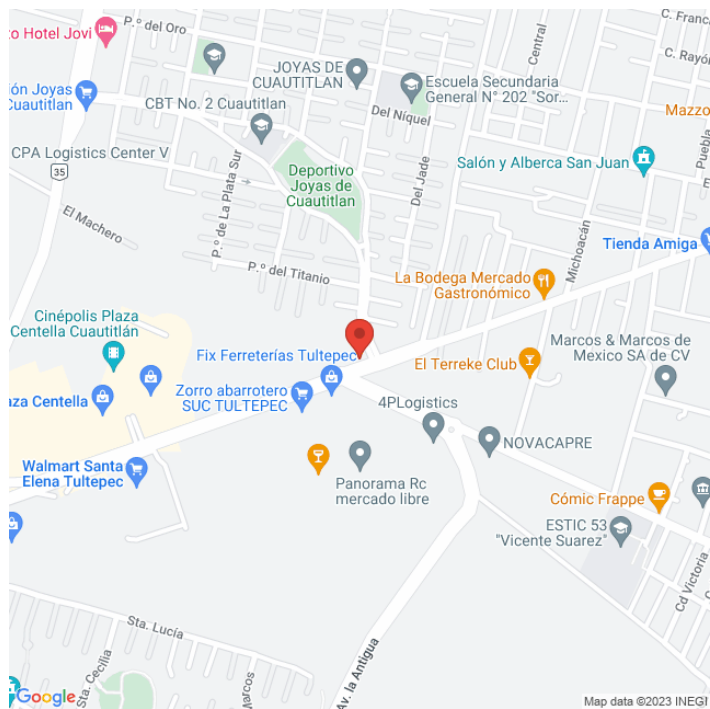 C. Franci
P.º del Oro
to Hotel Jovi
C. Rayón
Central
JOYAS DE
CUAUTITLAN
Escuela Secundaria
General N° 202 "Sor...
ón Joyas
Cuautitlan
CBT No. 2 Cuautitlan
Del Níquel
Mazzo
Puebla
CPA Logistics Center V
35
Salón y Alberca San Juan
Deportivo
Joyas de
Cuautitlan
P.º de La Plata Sur
Del Jade
El Machero
Michoacán
Tienda Amiga
P.º del Titanio
La Bodega Mercado
Gastronómico
Cinépolis Plaza
Centella Cuautitlán
Fix Ferreterías Tultepec
Marcos & Marcos de
Mexico SA de CV
El Terreke Club
aza Centella
Zorro abarrotero
SUC TULTEPEC
4PLogistics
NOVACAPRE
Walmart Santa
Elena Tultepec
Panorama Rc
mercado libre
Cómic Frappe
ESTIC 53
"Vicente Suarez"
Cd Victoria
Sta. Lucía
Sta. Cecilia
Marcos
Av. la Antigua
Google
Map data ©2023 INEGI